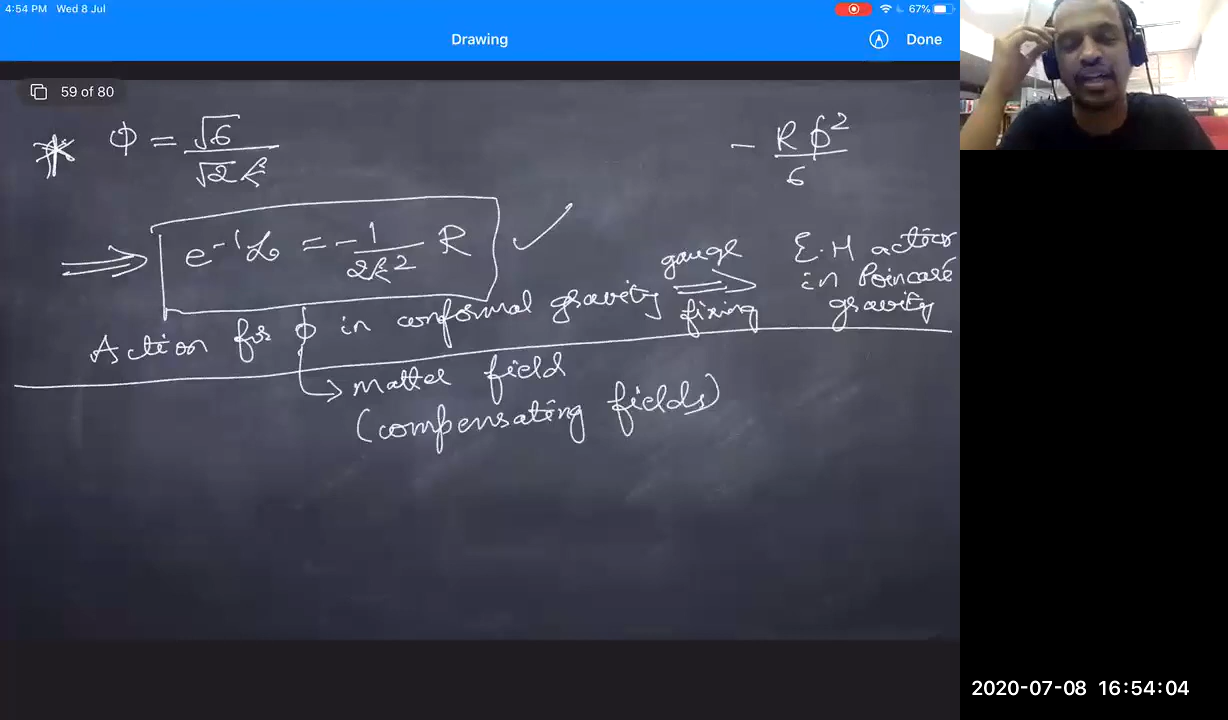 4:54 PM Wed 8 Jul
67%
Drawing
Done
59 of 80
* ϕ = √6 / √2 k
- Rϕ² / 6
⟹ e⁻¹ℒ = - 1 / 2k² R ✓
Action for ϕ in conformal gravity ⟹ gauge fixing E.H action in Poincaré gravity
↳ matter field
(compensating fields)
2020-07-08 16:54:04